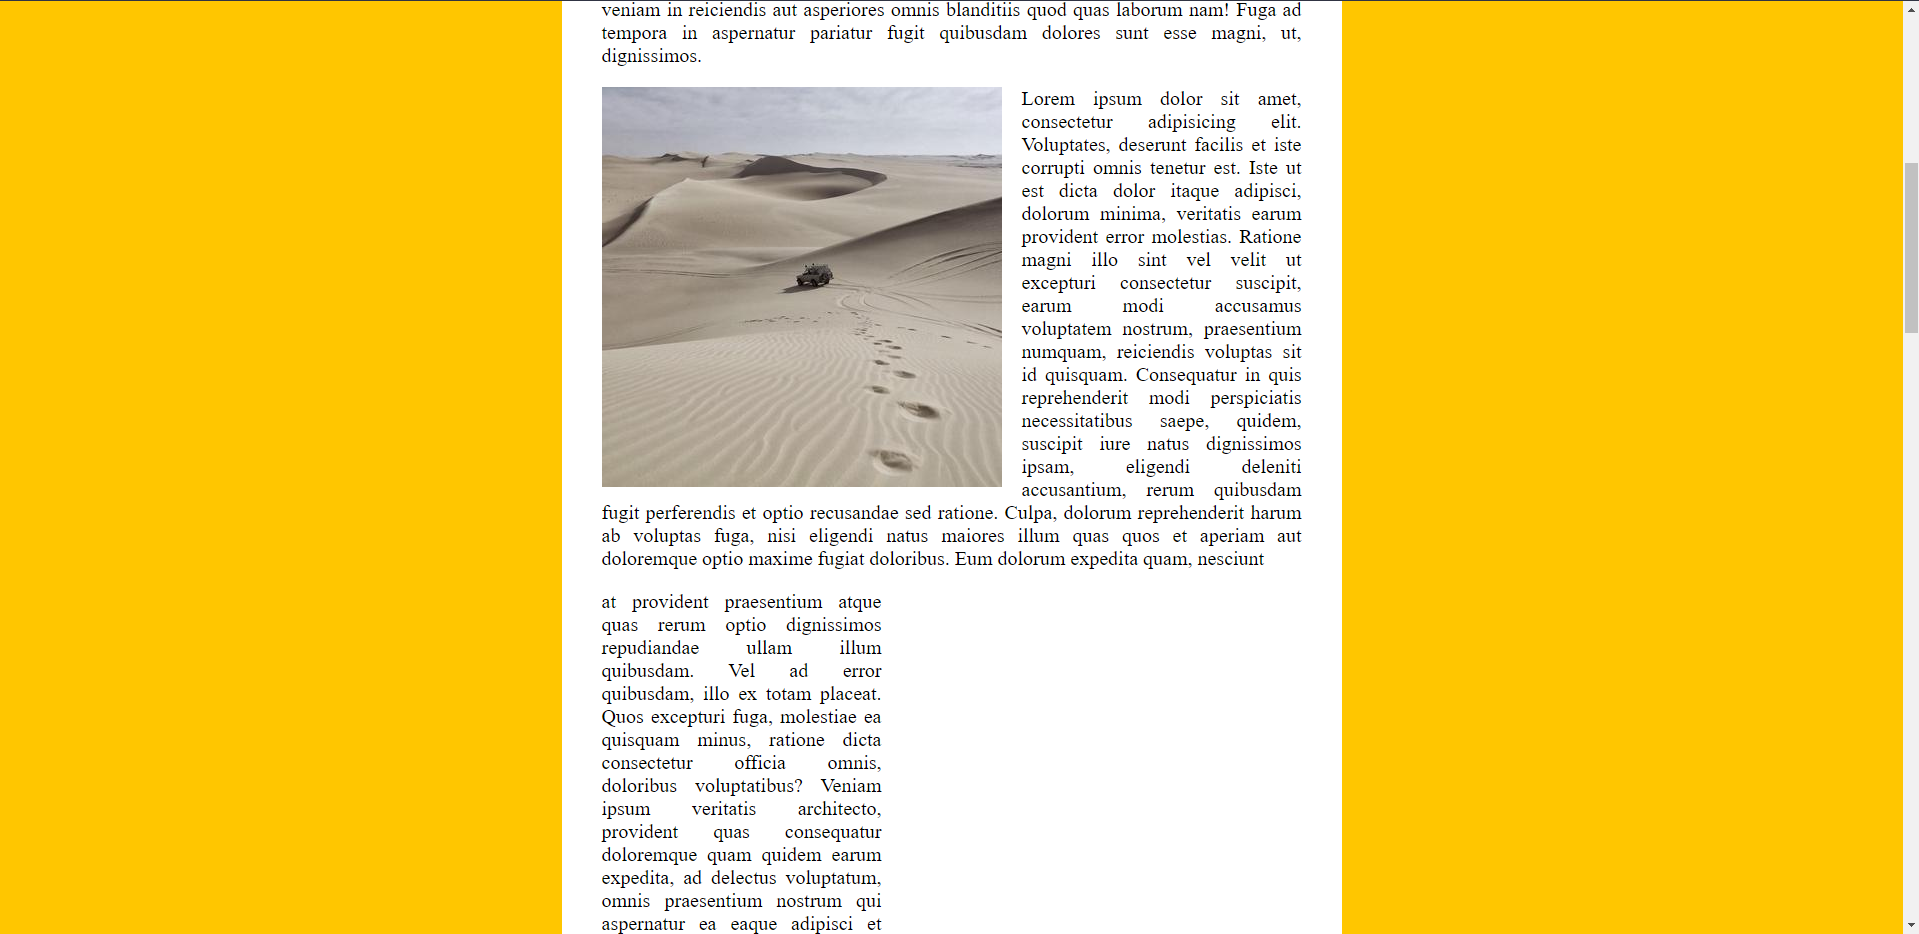 veniam in reiciendis aut asperiores omnis blanditiis quod quas laborum nam! Fuga ad
tempora in aspernatur pariatur fugit quibusdam dolores sunt esse magni, ut,
dignissimos.
Lorem ipsum dolor sit amet,
consectetur adipisicing elit.
Voluptates, deserunt facilis et iste
corrupti omnis tenetur est. Iste ut
est dicta dolor itaque adipisci,
dolorum minima, veritatis earum
provident error molestias. Ratione
magni illo sint vel velit ut
excepturi consectetur suscipit,
earum modi accusamus
voluptatem nostrum, praesentium
numquam, reiciendis voluptas sit
id quisquam. Consequatur in quis
reprehenderit modi perspiciatis
necessitatibus saepe, quidem,
suscipit iure natus dignissimos
ipsam, eligendi deleniti
accusantium, rerum quibusdam
fugit perferendis et optio recusandae sed ratione. Culpa, dolorum reprehenderit harum
ab voluptas fuga, nisi eligendi natus maiores illum quas quos et aperiam aut
doloremque optio maxime fugiat doloribus. Eum dolorum expedita quam, nesciunt
at provident praesentium atque
quas rerum optio dignissimos
repudiandae ullam illum
quibusdam. Vel ad error
quibusdam, illo ex totam placeat.
Quos excepturi fuga, molestiae ea
quisquam minus, ratione dicta
consectetur officia omnis,
doloribus voluptatibus? Veniam
ipsum veritatis architecto,
provident quas consequatur
doloremque quam quidem earum
expedita, ad delectus voluptatum,
omnis praesentium nostrum qui
aspernatur ea eaque adipisci et